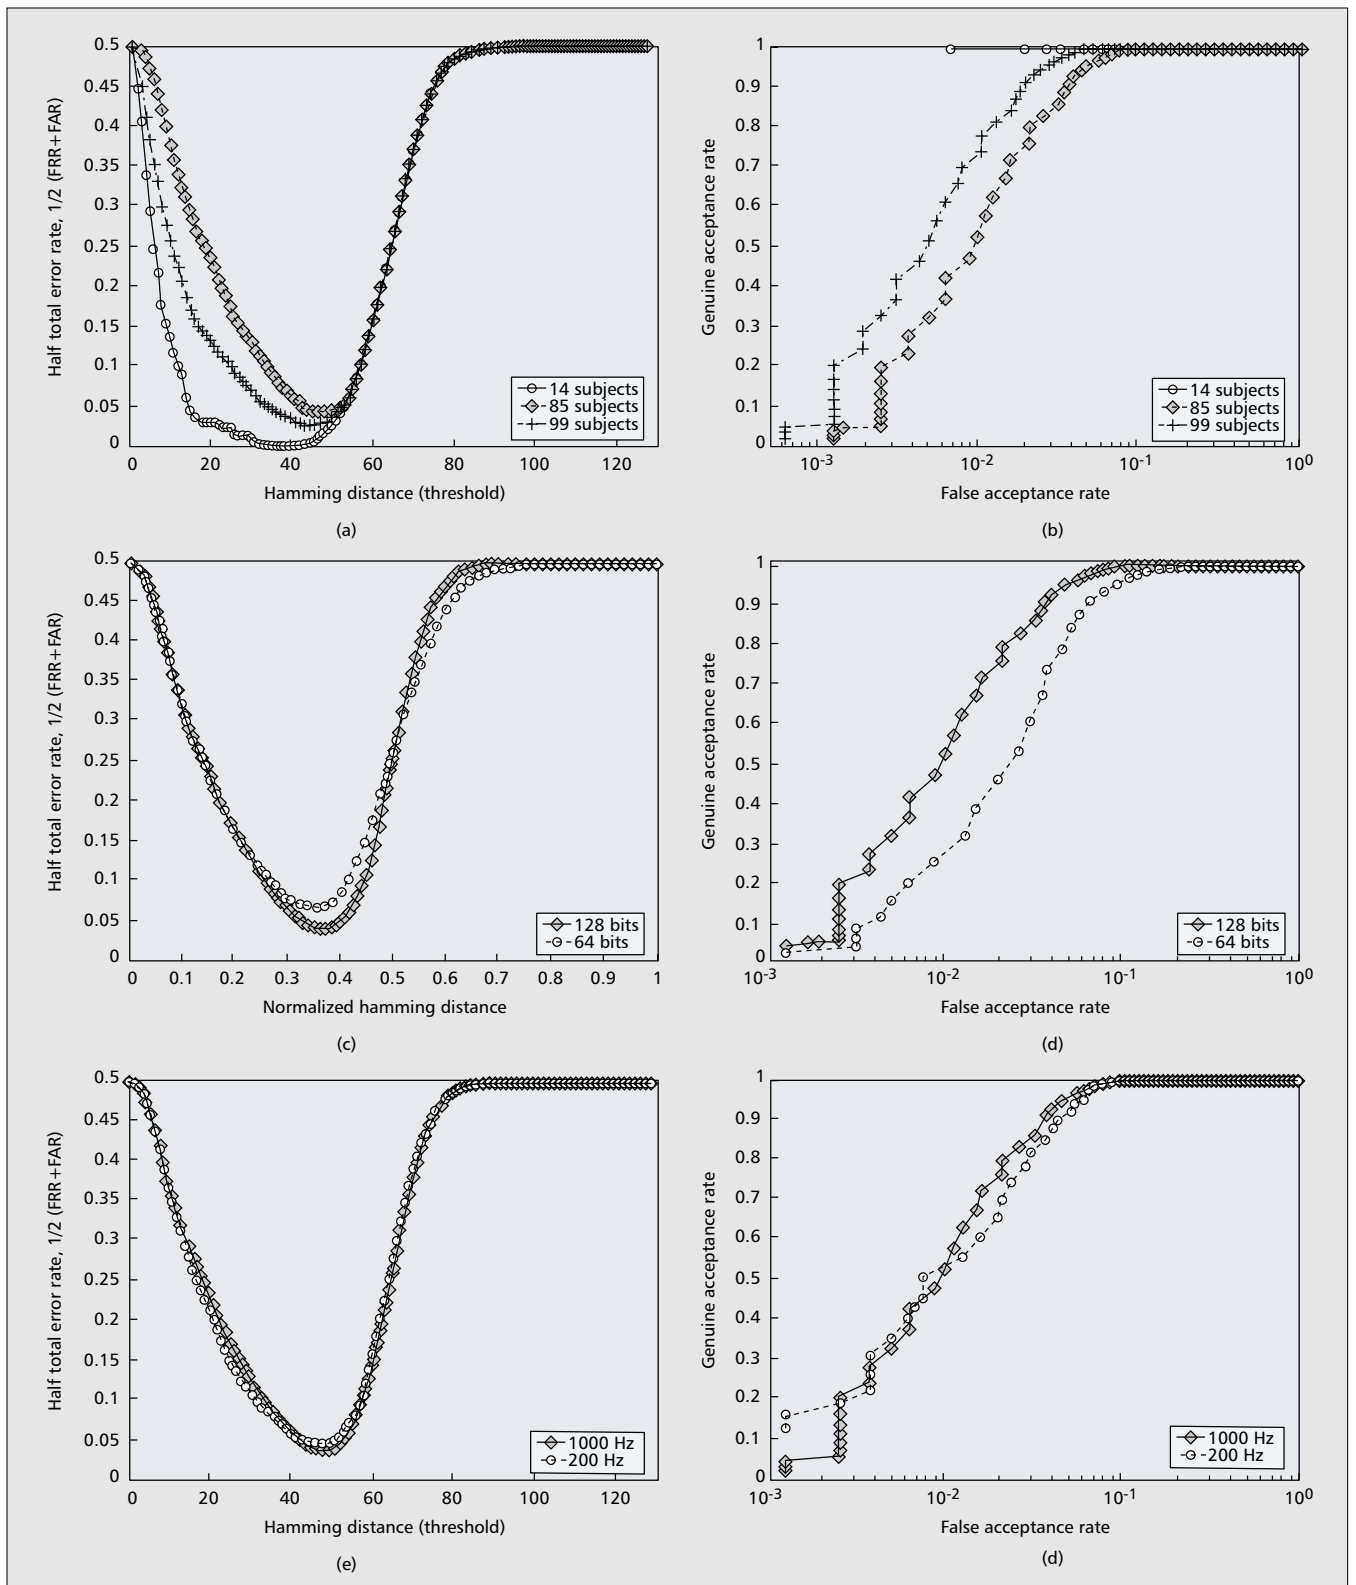 0.5
0.45
0.4
0.35
0.3
0.25
0.2
0.15
0.1
0.05
0
Half total error rate, 1/2 (FRR+FAR)
0 20 40 60 80 100 120
Hamming distance (threshold)
14 subjects
85 subjects
99 subjects
(a)
1
0.9
0.8
0.7
0.6
0.5
0.4
0.3
0.2
0.1
0
Genuine acceptance rate
10-3 10-2 10-1 100
False acceptance rate
14 subjects
85 subjects
99 subjects
(b)
0.5
0.45
0.4
0.35
0.3
0.25
0.2
0.15
0.1
0.05
0
Half total error rate, 1/2 (FRR+FAR)
0 0.1 0.2 0.3 0.4 0.5 0.6 0.7 0.8 0.9 1
Normalized hamming distance
128 bits
64 bits
(c)
1
0.9
0.8
0.7
0.6
0.5
0.4
0.3
0.2
0.1
0
Genuine acceptance rate
10-3 10-2 10-1 100
False acceptance rate
128 bits
64 bits
(d)
0.5
0.45
0.4
0.35
0.3
0.25
0.2
0.15
0.1
0.05
0
Half total error rate, 1/2 (FRR+FAR)
0 20 40 60 80 100 120
Hamming distance (threshold)
1000 Hz
200 Hz
(e)
1
0.9
0.8
0.7
0.6
0.5
0.4
0.3
0.2
0.1
0
Genuine acceptance rate
10-3 10-2 10-1 100
False acceptance rate
1000 Hz
200 Hz
(d)